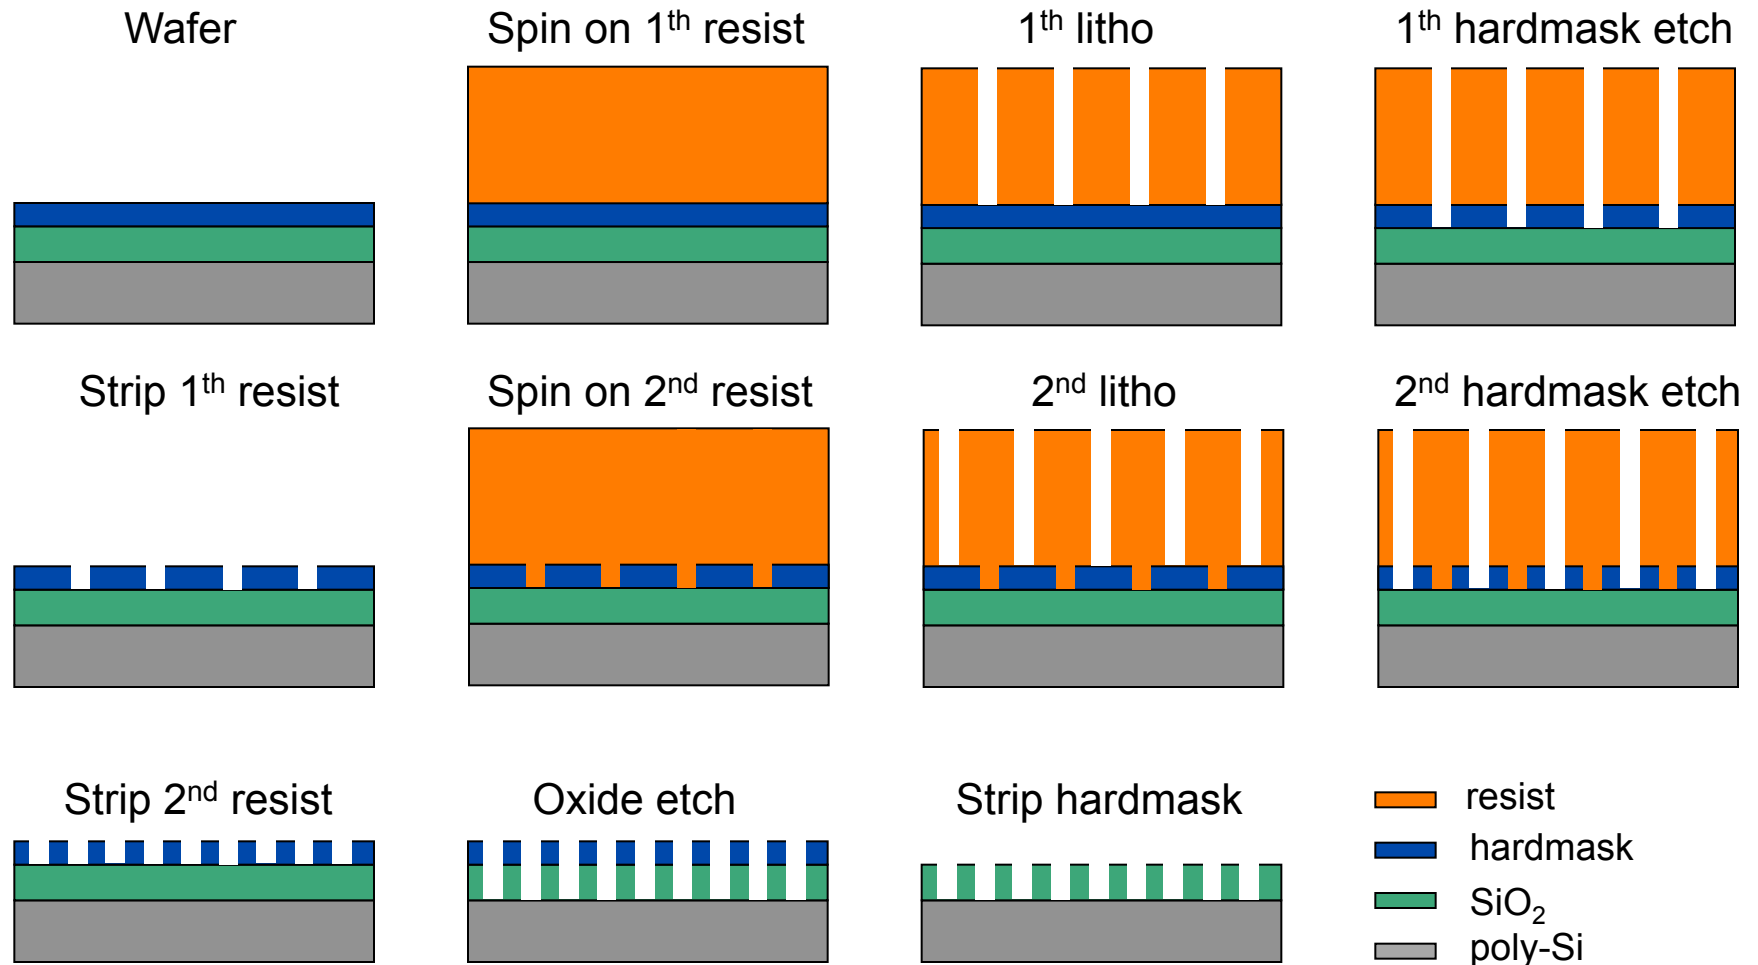 Wafer
Spin on 1th resist
1th litho
1th hardmask etch
Strip 1th resist
Spin on 2nd resist
2nd litho
2nd hardmask etch
Strip 2nd resist
Oxide etch
Strip hardmask
resist
hardmask
SiO2
poly-Si